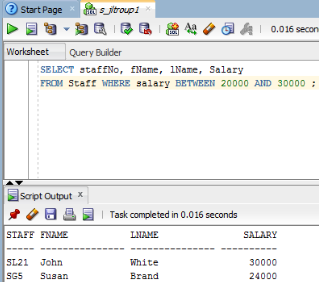 Start Page
s_jltroup1
0.016 secon
Worksheet Query Builder
SELECT staffNo, fName, lName, Salary
FROM Staff WHERE salary BETWEEN 20000 AND 30000 ;
Script Output
Task completed in 0.016 seconds
STAFF FNAME LNAME SALARY
----- ---------- --------------- ----------
SL21 John White 30000
SG5 Susan Brand 24000